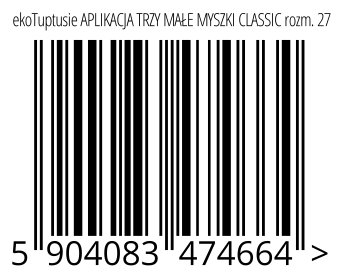 ekoTuptusie APLIKACJA TRZY MAŁE MYSZKI CLASSIC rozm. 27
5 904083 474664 >